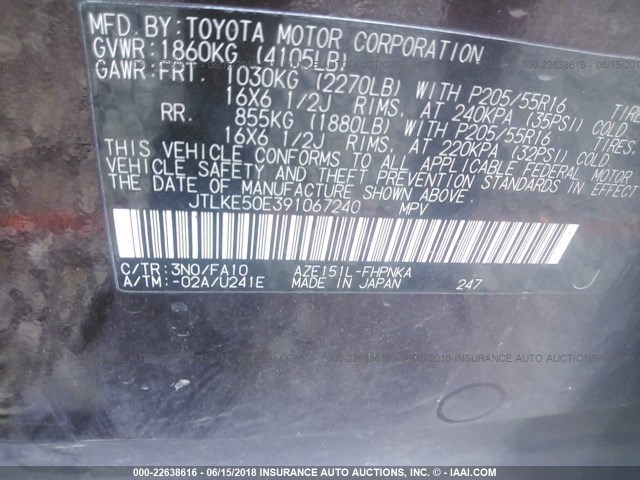 MFD. BY: TOYOTA MOTOR CORPORATION
GVWR: 1860KG (4105LB)
GAWR: FRT. 1030KG (2270LB) WITH P205/55R16 TIRES
16X6 1/2J RIMS, AT 240KPA (35PSI) COLD
RR. 855KG (1880LB) WITH P205/55R16 TIRES.
16X6 1/2J RIMS, AT 220KPA (32PSI) COLD.
THIS VEHICLE CONFORMS TO ALL APPLICABLE FEDERAL MOTOR
VEHICLE SAFETY AND THEFT PREVENTION STANDARDS IN EFFECT
THE DATE OF MANUFACTURE SHOWN ABOVE.
JTLKE50E391067240 MPV
C/TR: 3N0/FA10 AZE151L-FHPNKA
A/TM: -02A/U241E MADE IN JAPAN 247
000-22638616 - 06/15/2018 INSURANCE AUTO AUCTIONS, INC. - © IAAI.COM